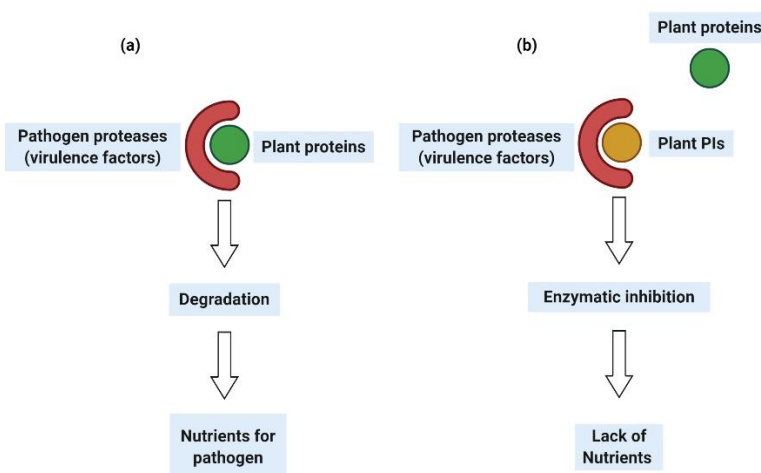 (a)
Pathogen proteases
(virulence factors)
Plant proteins
Degradation
Nutrients for
pathogen
(b)
Plant proteins
Pathogen proteases
(virulence factors)
Plant PIs
Enzymatic inhibition
Lack of
Nutrients